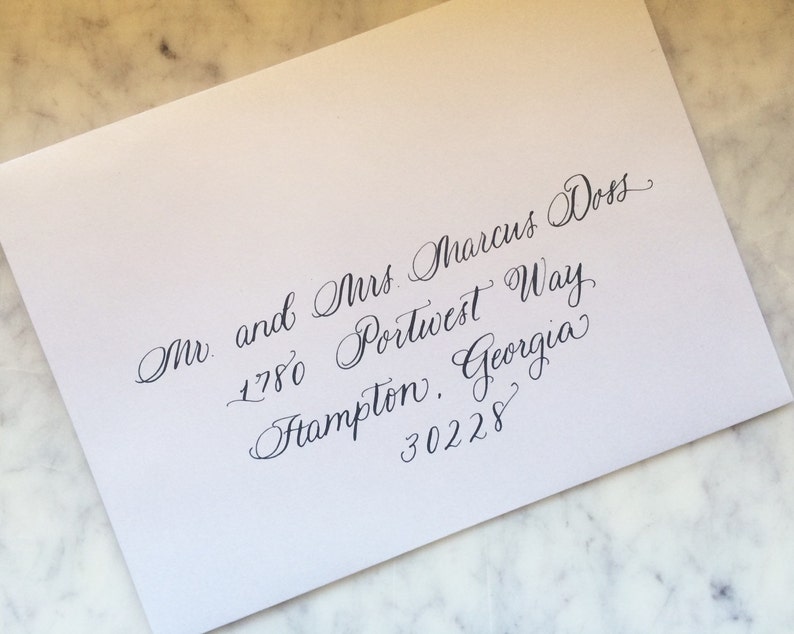 Mr. and Mrs. Marcus Doss
1780 Portwest Way
Hampton, Georgia
30228